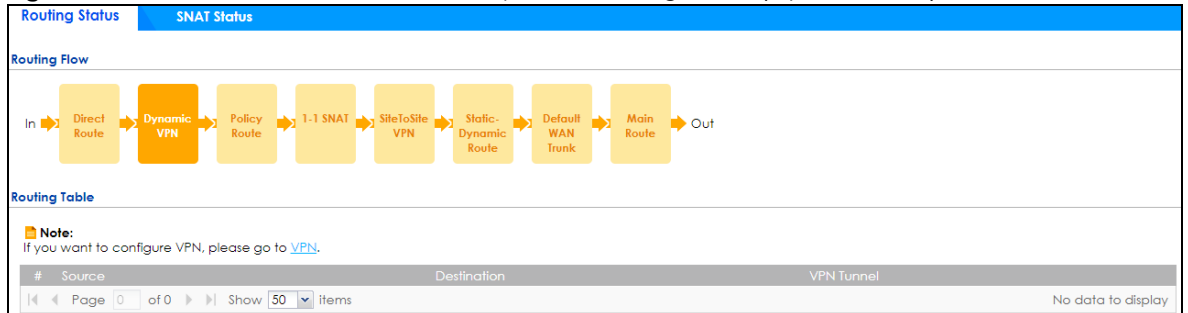 Routing Status SNAT Status
Routing Flow
In Direct Route Dynamic VPN Policy Route 1-1 SNAT SiteToSite VPN Static-Dynamic Route Default WAN Trunk Main Route Out
Routing Table
Note:
If you want to configure VPN, please go to VPN.
# Source Destination VPN Tunnel
Page 0 of 0 Show 50 items No data to display